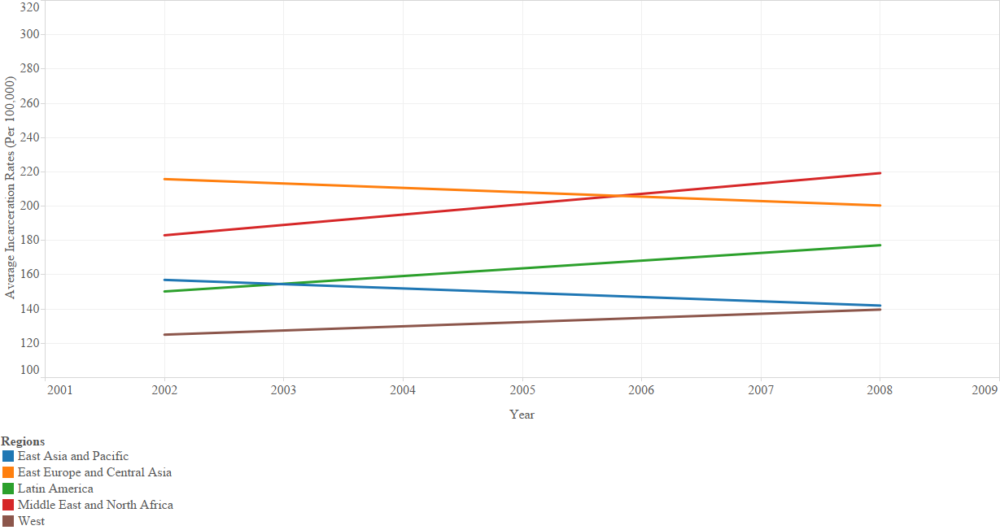 320
300
280
260
240
220
200
180
160
140
120
100
Average Incarceration Rates (Per 100,000)
2001 2002 2003 2004 2005 2006 2007 2008 2009
Year
Regions
East Asia and Pacific
East Europe and Central Asia
Latin America
Middle East and North Africa
West